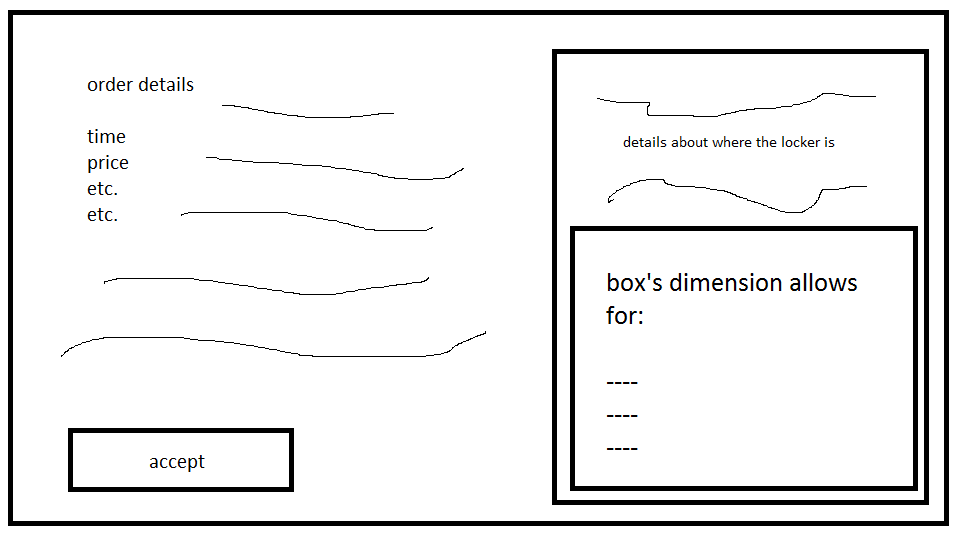 order details
time
price
etc.
etc.
accept
details about where the locker is
box's dimension allows
for:
----
----
----